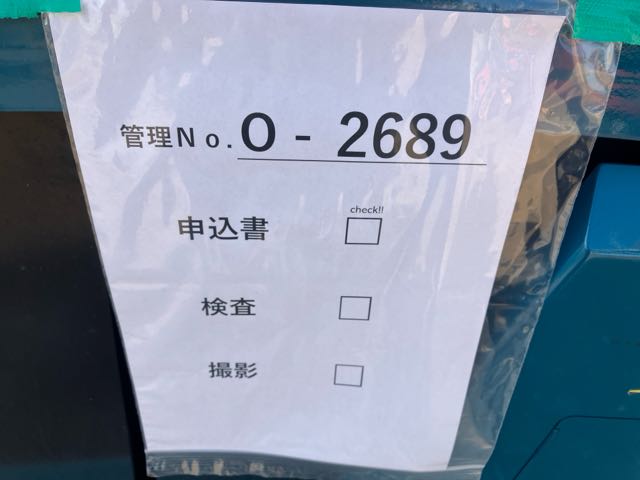 管理No. O - 2689
check!!
申込書 □
検査 □
撮影 □